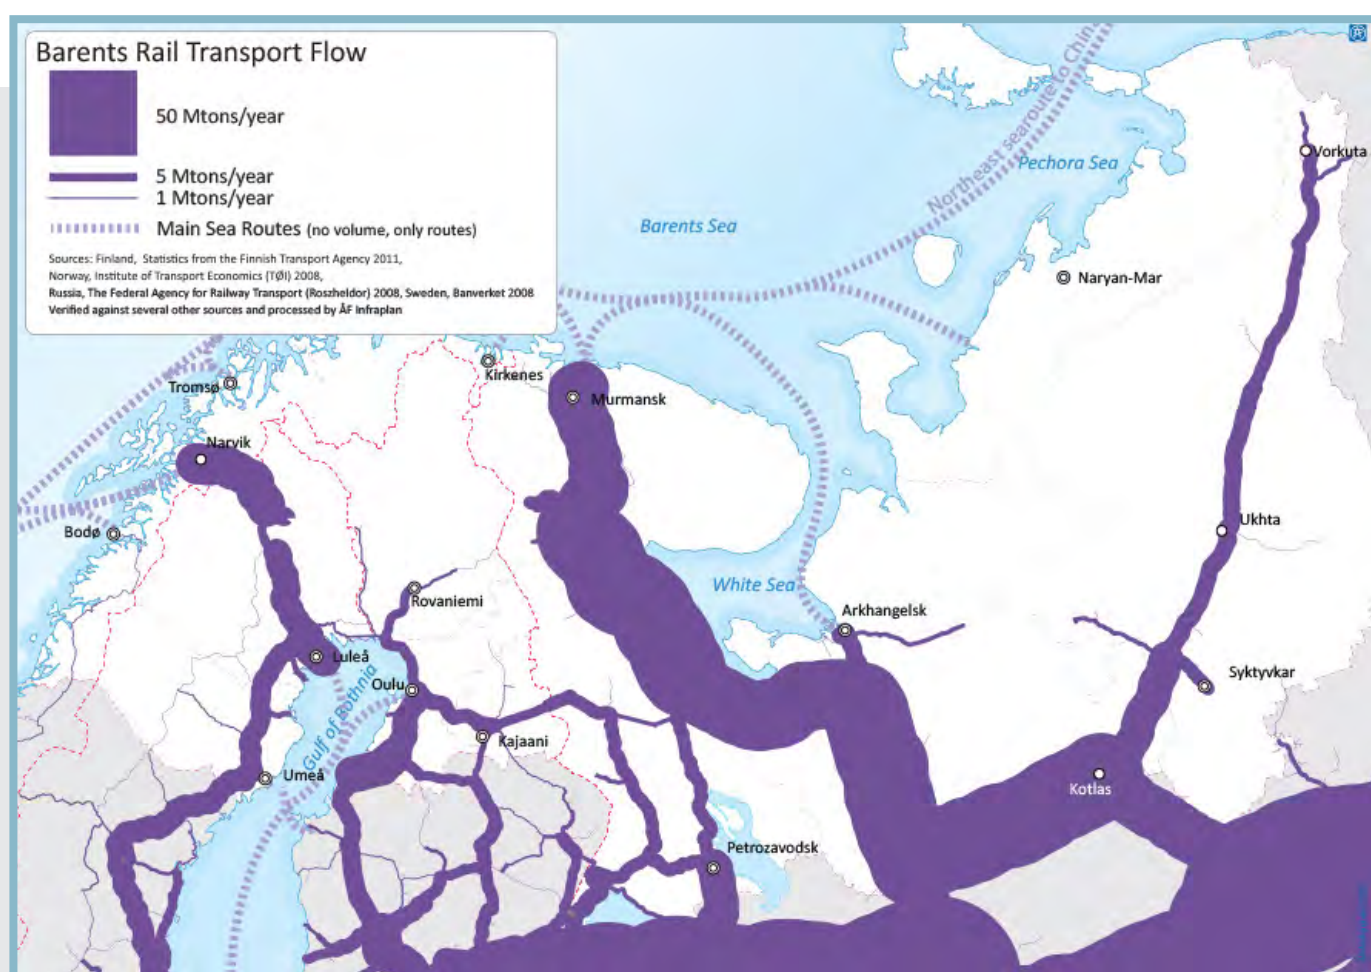 Barents Rail Transport Flow
50 Mtons/year
5 Mtons/year
1 Mtons/year
Main Sea Routes (no volume, only routes)
Sources: Finland, Statistics from the Finnish Transport Agency 2011,
Norway, Institute of Transport Economics (TØI) 2008,
Russia, The Federal Agency for Railway Transport (Roszheldor) 2008, Sweden, Banverket 2008
Verified against several other sources and processed by ÅF Infraplan
Northeast searoute to China
Pechora Sea
Vorkuta
Barents Sea
Naryan-Mar
Kirkenes
Tromsø
Murmansk
Narvik
Bodø
Ukhta
White Sea
Rovaniemi
Arkhangelsk
Luleå
Oulu
Syktyvkar
Gulf of Bothnia
Kajaani
Umeå
Kotlas
Petrozavodsk